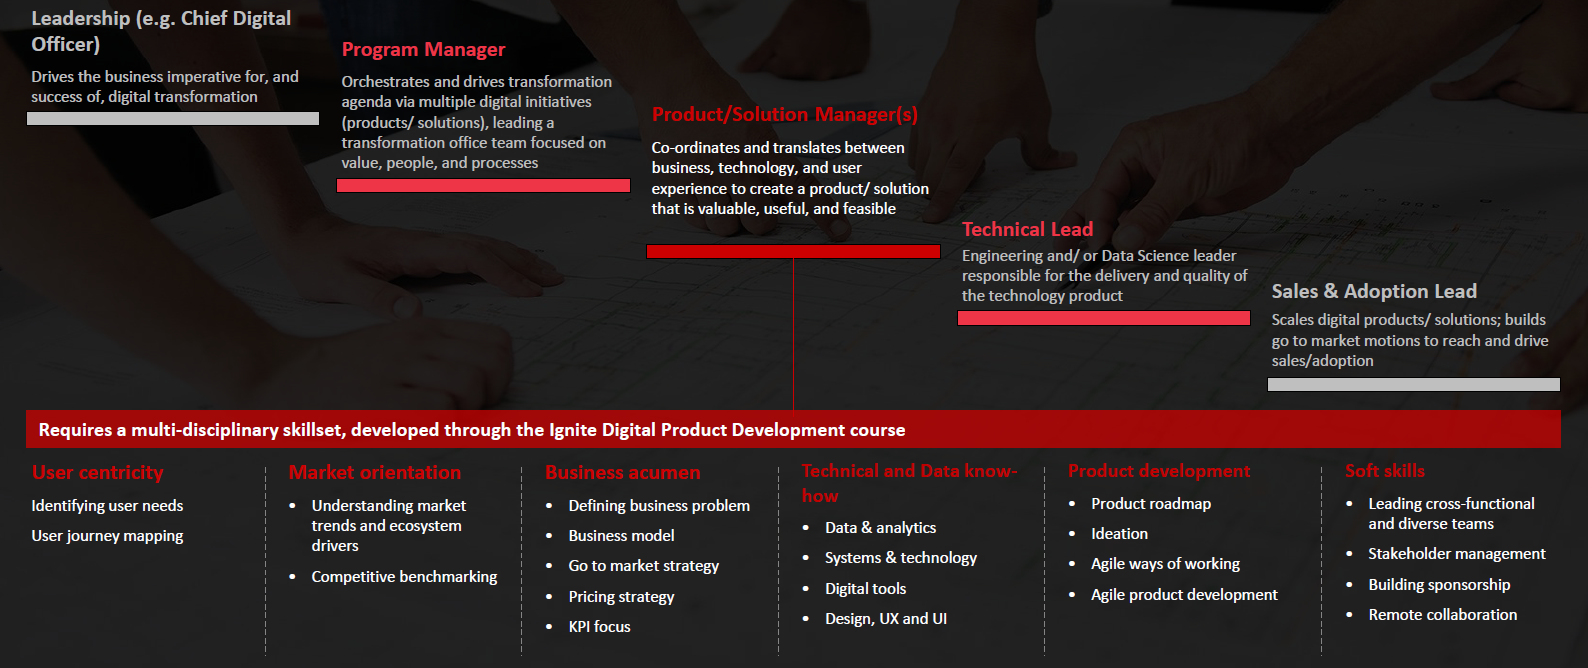 Leadership (e.g. Chief Digital
Officer)
Drives the business imperative for, and
success of, digital transformation
Program Manager
Orchestrates and drives transformation
agenda via multiple digital initiatives
(products/ solutions), leading a
transformation office team focused on
value, people, and processes
Product/Solution Manager(s)
Co-ordinates and translates between
business, technology, and user
experience to create a product/ solution
that is valuable, useful, and feasible
Technical Lead
Engineering and/ or Data Science leader
responsible for the delivery and quality of
the technology product
Sales & Adoption Lead
Scales digital products/ solutions; builds
go to market motions to reach and drive
sales/adoption
Requires a multi-disciplinary skillset, developed through the Ignite Digital Product Development course
User centricity
Identifying user needs
User journey mapping
Market orientation
• Understanding market
trends and ecosystem
drivers
• Competitive benchmarking
Business acumen
• Defining business problem
• Business model
• Go to market strategy
• Pricing strategy
• KPI focus
Technical and Data know-
how
• Data & analytics
• Systems & technology
• Digital tools
• Design, UX and UI
Product development
• Product roadmap
• Ideation
• Agile ways of working
• Agile product development
Soft skills
• Leading cross-functional
and diverse teams
• Stakeholder management
• Building sponsorship
• Remote collaboration